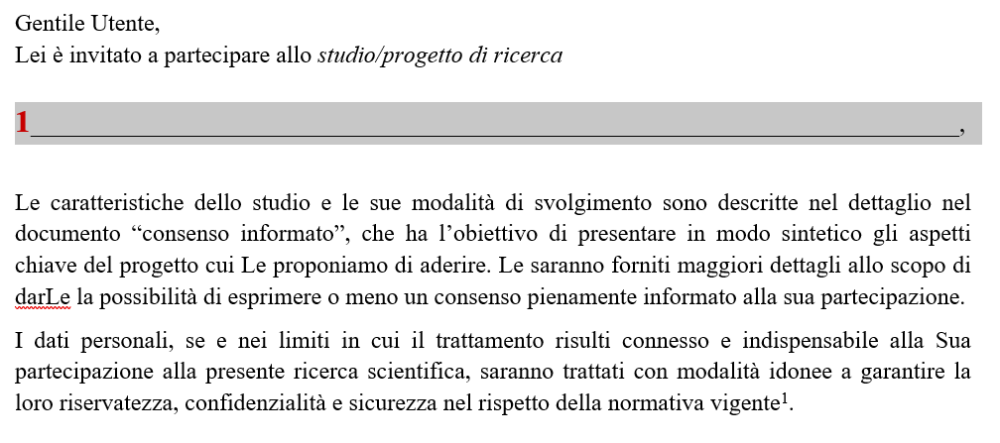 Gentile Utente,
Lei è invitato a partecipare allo studio/progetto di ricerca
1______________________________________________________________________________,
Le caratteristiche dello studio e le sue modalità di svolgimento sono descritte nel dettaglio nel
documento “consenso informato”, che ha l’obiettivo di presentare in modo sintetico gli aspetti
chiave del progetto cui Le proponiamo di aderire. Le saranno forniti maggiori dettagli allo scopo di
darLe la possibilità di esprimere o meno un consenso pienamente informato alla sua partecipazione.
I dati personali, se e nei limiti in cui il trattamento risulti connesso e indispensabile alla Sua
partecipazione alla presente ricerca scientifica, saranno trattati con modalità idonee a garantire la
loro riservatezza, confidenzialità e sicurezza nel rispetto della normativa vigente¹.